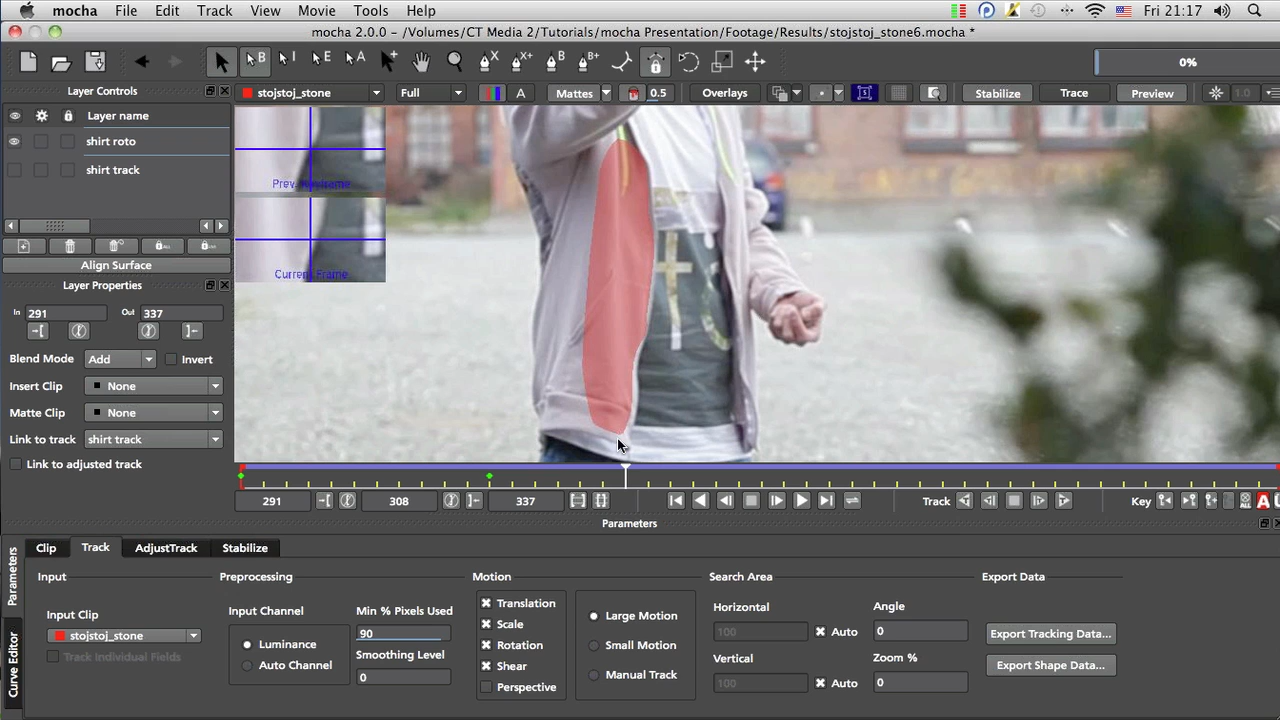 mocha File Edit Track View Movie Tools Help Fri 21:17
mocha 2.0.0 - /Volumes/CT Media 2/Tutorials/mocha Presentation/Footage/Results/stojstoj_stone6.mocha *
B I E A X X+ B B+ 0%
Layer Controls
stojstoj_stone Full A Mattes 0.5 Overlays Stabilize Trace Preview 1.0
Layer name
shirt roto
shirt track
Current Frame
Align Surface
Layer Properties
In 291 Out 337
Blend Mode Add Invert
Insert Clip None
Matte Clip None
Link to track shirt track
Link to adjusted track
291 308 337 Track Key A
Parameters
Clip Track AdjustTrack Stabilize
Parameters
Curve Editor
Input
Input Clip
stojstoj_stone
Track Individual Fields
Preprocessing
Input Channel
Luminance
Auto Channel
Min % Pixels Used
90
Smoothing Level
0
Motion
Translation
Scale
Rotation
Shear
Perspective
Large Motion
Small Motion
Manual Track
Search Area
Horizontal
100 Auto
Vertical
100 Auto
Angle
0
Zoom %
0
Export Data
Export Tracking Data...
Export Shape Data...